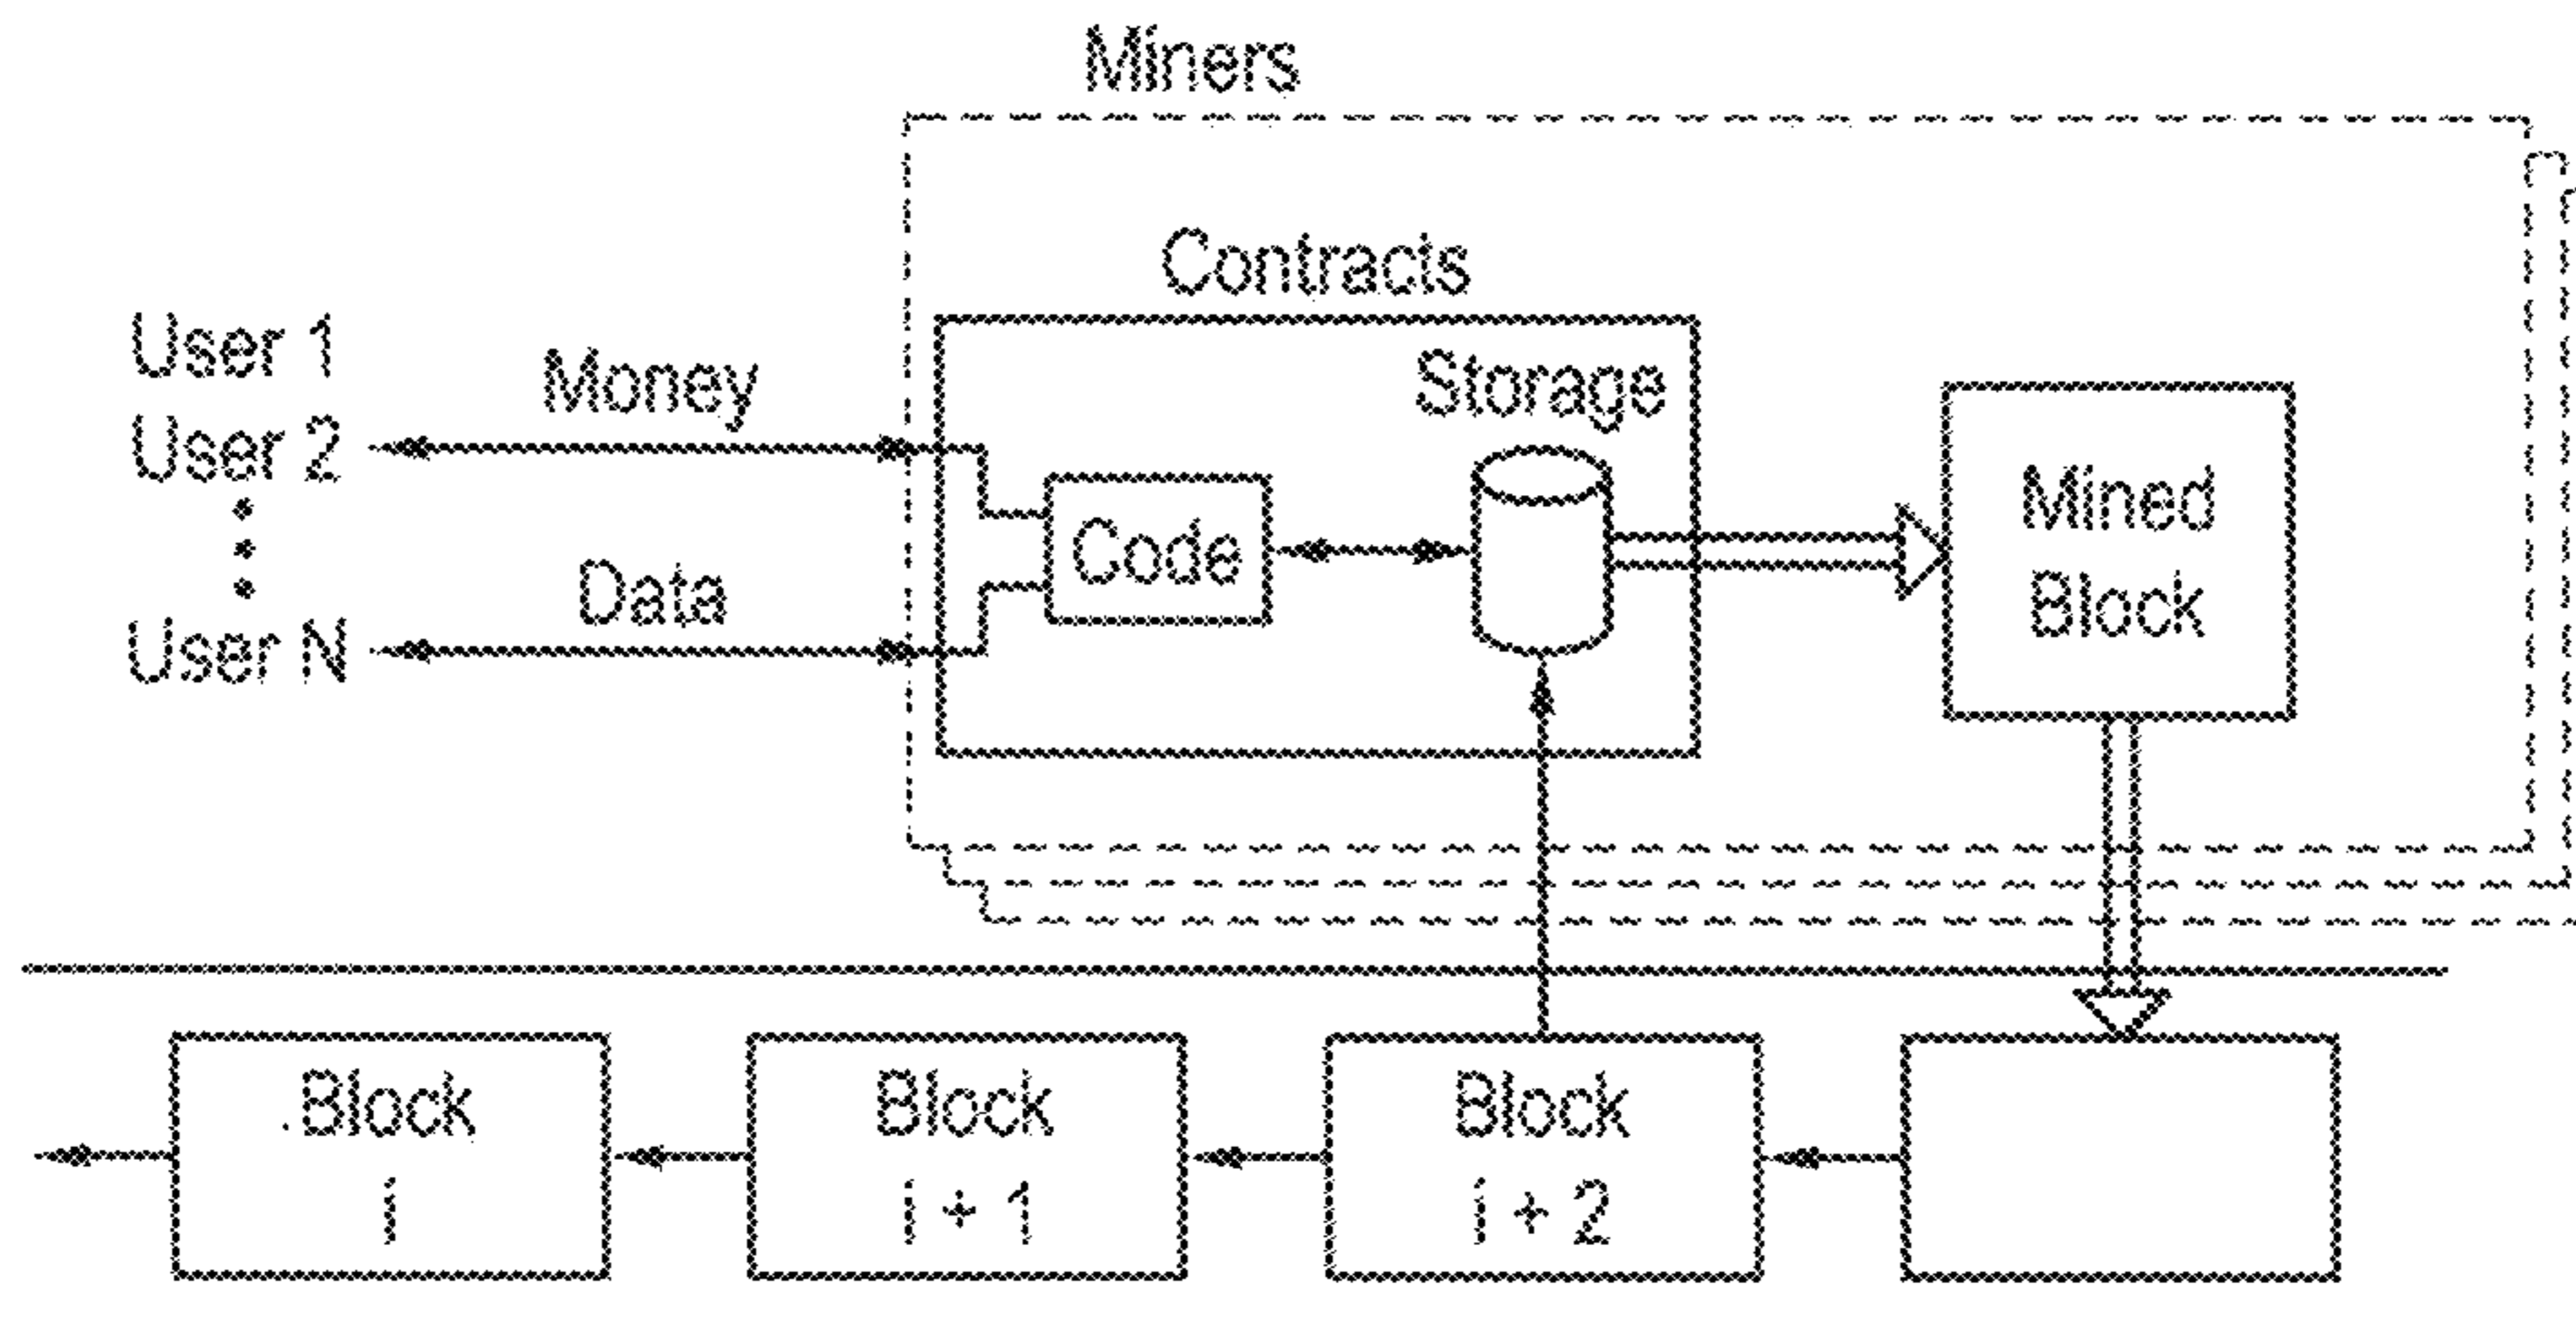 Miners
Contracts
User 1
User 2
User N
Money
Data
Storage
Code
Mined
Block
Block
i
Block
i + 1
Block
i + 2